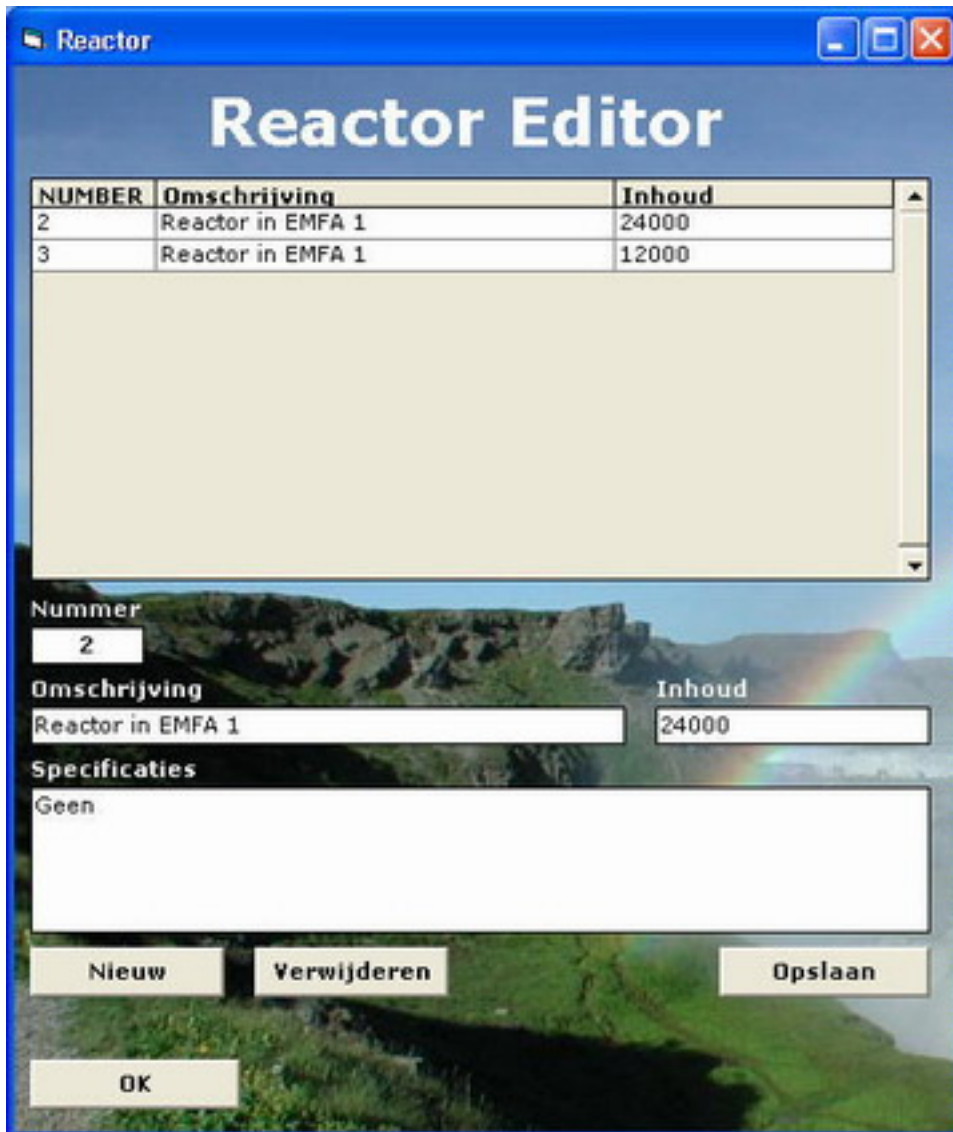 Reactor
Reactor Editor
NUMBER Omschrijving Inhoud
2 Reactor in EMFA 1 24000
3 Reactor in EMFA 1 12000
Nummer
2
Omschrijving Inhoud
Reactor in EMFA 1 24000
Specificaties
Geen
Nieuw Verwijderen Opslaan
OK